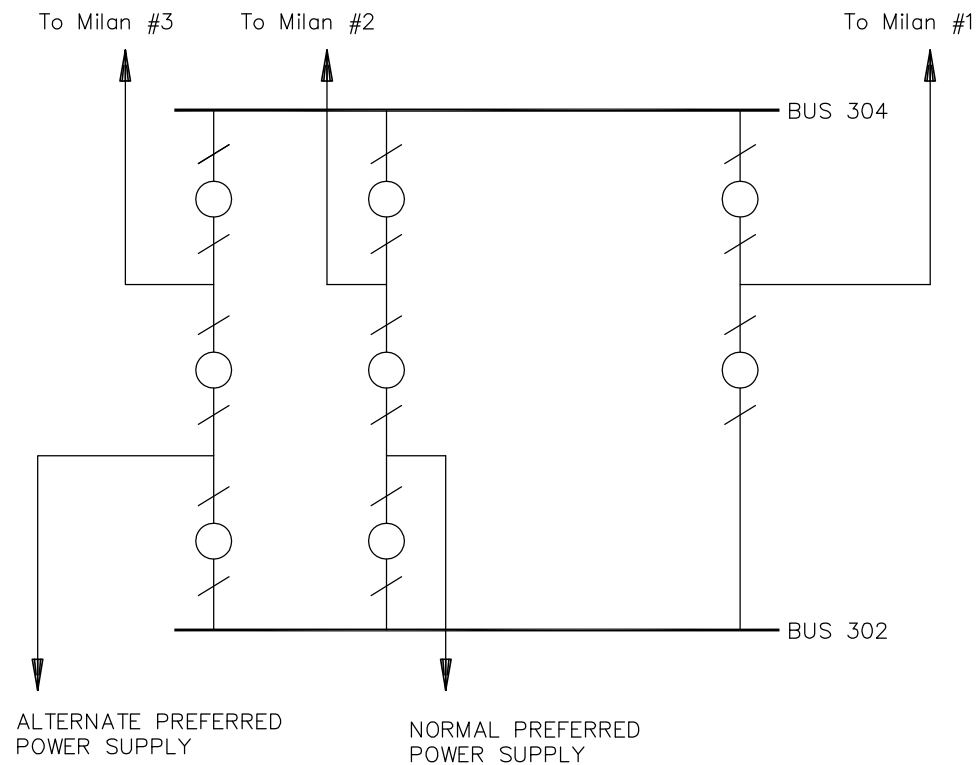 To Milan #3
To Milan #2
To Milan #1
BUS 304
BUS 302
ALTERNATE PREFERRED
POWER SUPPLY
NORMAL PREFERRED
POWER SUPPLY